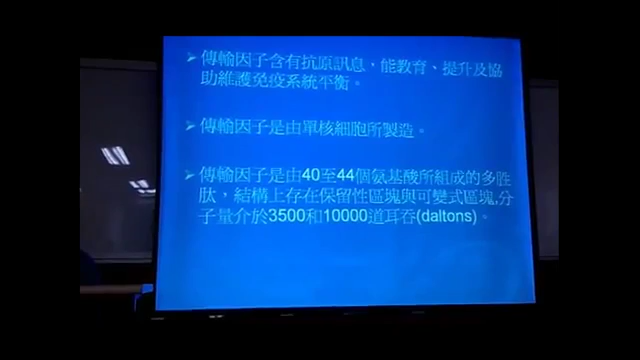 ➢傳輸因子含有抗原訊息，能教育、提升及協
助維護免疫系統平衡。
➢傳輸因子是由單核細胞所製造。
➢傳輸因子是由40至44個氨基酸所組成的多胜
肽，結構上存在保留性區塊與可變式區塊,分
子量介於3500和10000道耳吞(daltons)。